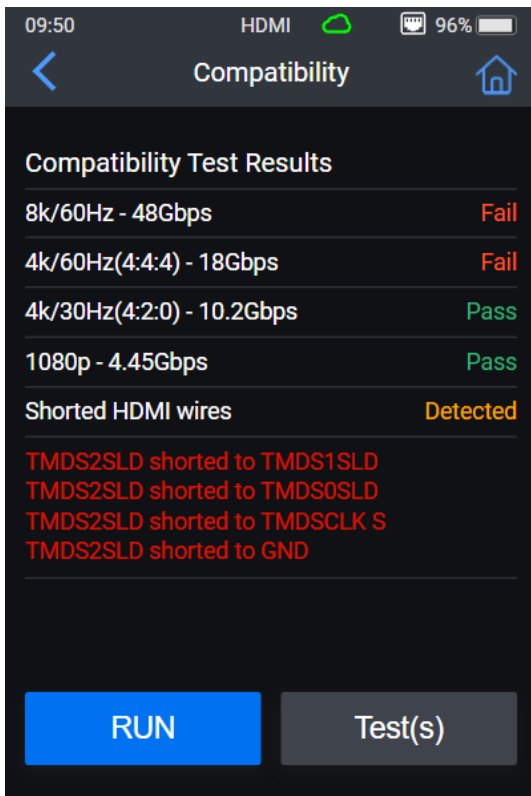 09:50 HDMI 96%
Compatibility
Compatibility Test Results
8k/60Hz - 48Gbps Fail
4k/60Hz(4:4:4) - 18Gbps Fail
4k/30Hz(4:2:0) - 10.2Gbps Pass
1080p - 4.45Gbps Pass
Shorted HDMI wires Detected
TMDS2SLD shorted to TMDS1SLD
TMDS2SLD shorted to TMDS0SLD
TMDS2SLD shorted to TMDSCLK S
TMDS2SLD shorted to GND
RUN Test(s)